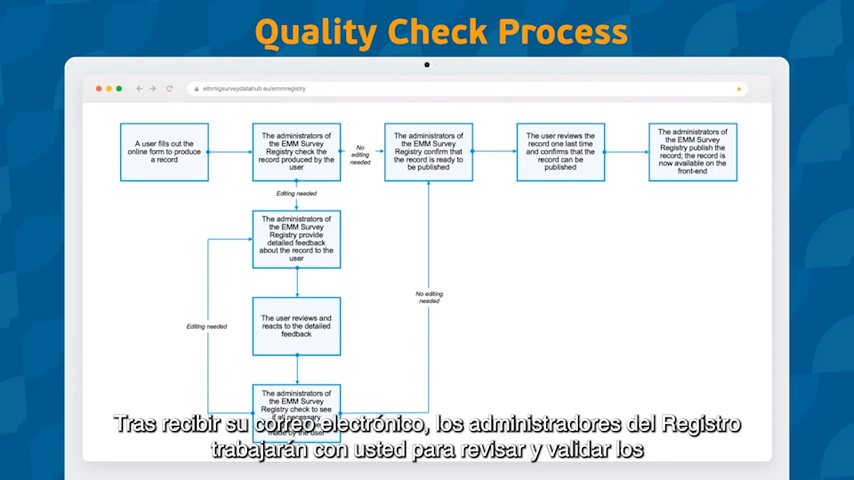 Quality Check Process
ethmigsurveydatahub.eu/emmregistry
A user fills out the
online form to produce
a record
The administrators of
the EMM Survey
Registry check the
record produced by the
user
No
editing
needed
The administrators of
the EMM Survey
Registry confirm that
the record is ready to
be published
The user reviews the
record one last time
and confirms that the
record can be
published
The administrators of
the EMM Survey
Registry publish the
record; the record is
now available on the
front-end
Editing needed
The administrators of
the EMM Survey
Registry provide
detailed feedback
about the record to the
user
No editing
needed
Editing needed
The user reviews and
reacts to the detailed
feedback
The administrators of
the EMM Survey
Registry check to see
if all necessary
made by the user
Tras recibir su correo electrónico, los administradores del Registro
trabajarán con usted para revisar y validar los